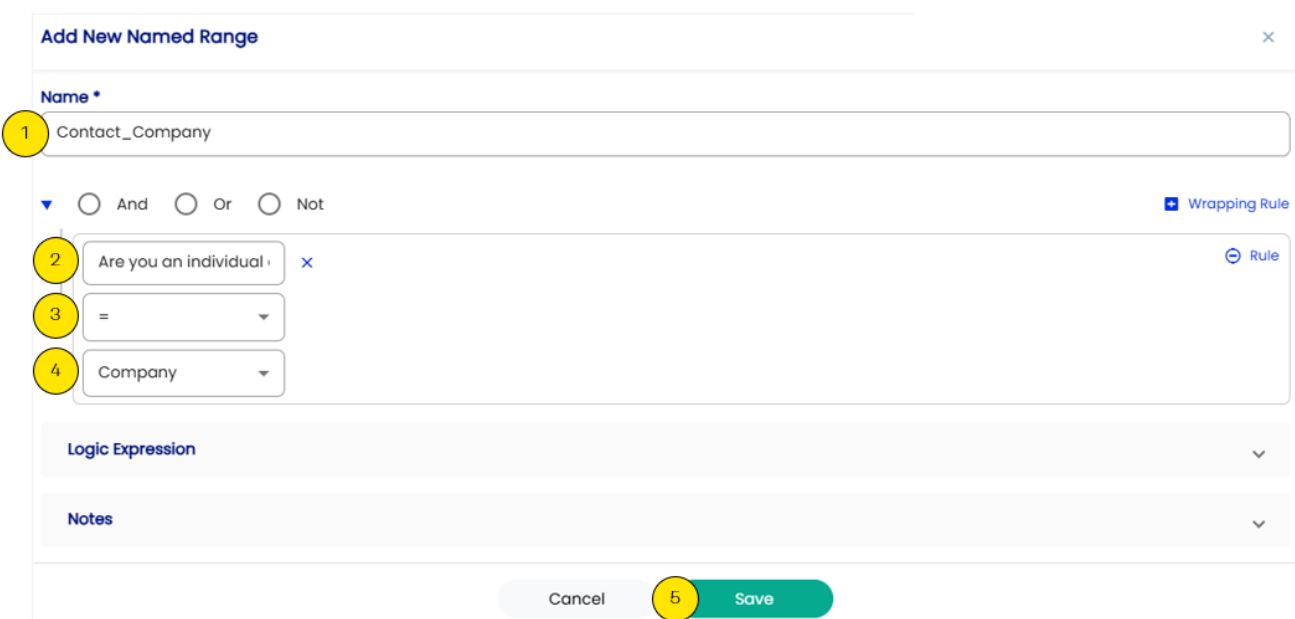 Add New Named Range ×
Name *
1 Contact_Company
And Or Not Wrapping Rule
2 Are you an individual × Rule
3 =
4 Company
Logic Expression
Notes
Cancel 5 Save